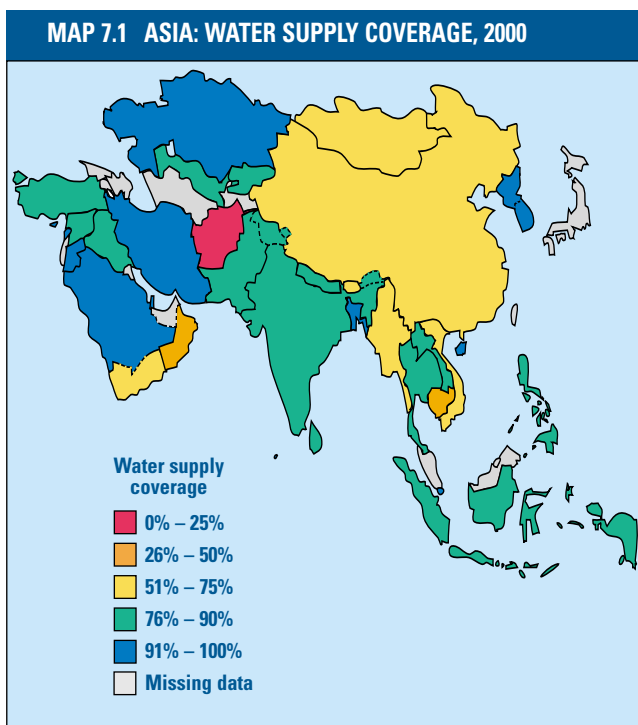 MAP 7.1 ASIA: WATER SUPPLY COVERAGE, 2000
Water supply
coverage
0% – 25%
26% – 50%
51% – 75%
76% – 90%
91% – 100%
Missing data